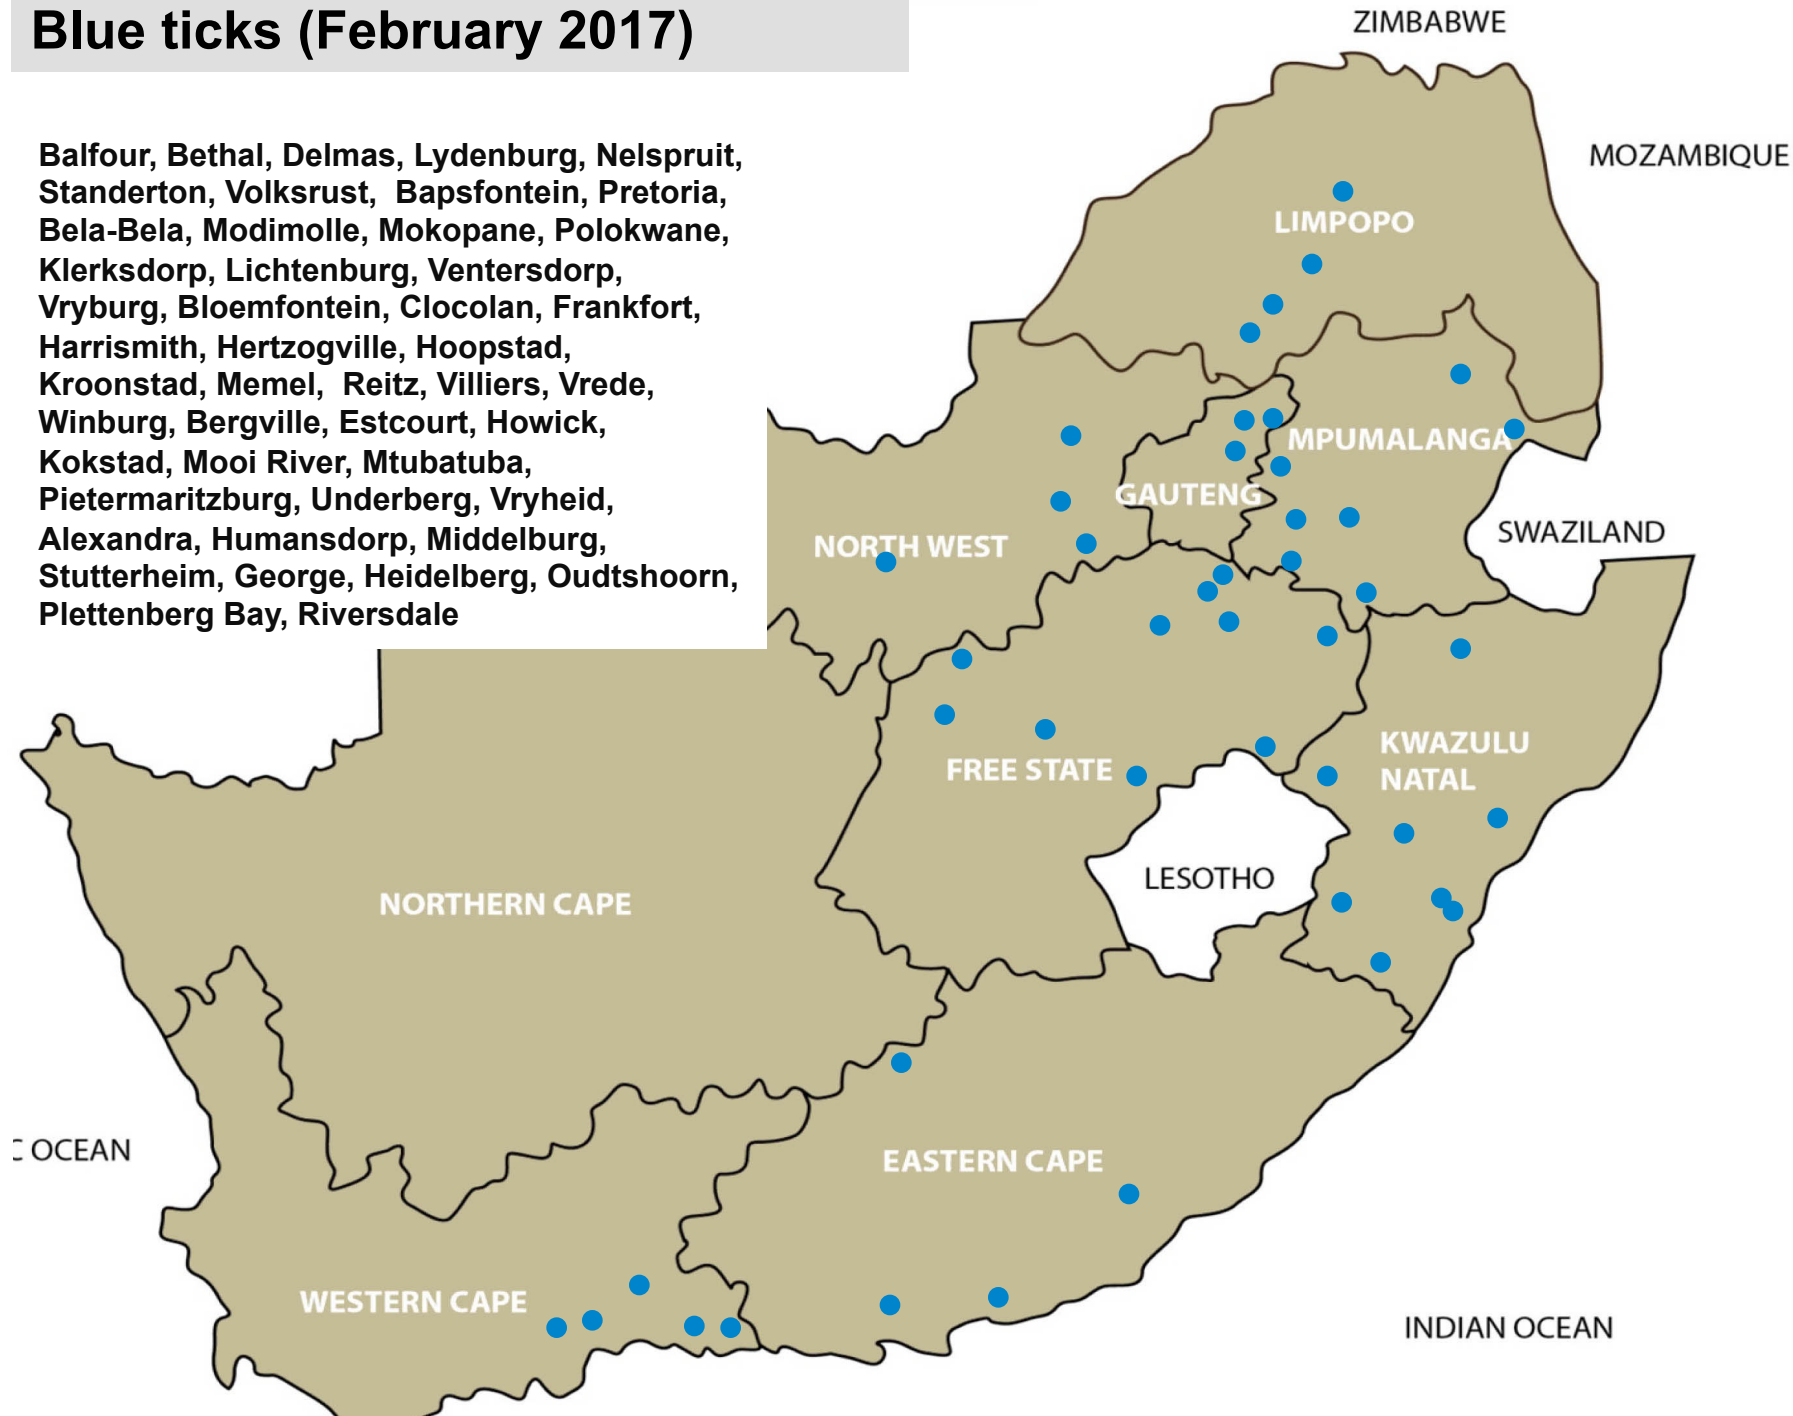 Blue ticks (February 2017)
Balfour, Bethal, Delmas, Lydenburg, Nelspruit,
Standerton, Volksrust, Bapsfontein, Pretoria,
Bela-Bela, Modimolle, Mokopane, Polokwane,
Klerksdorp, Lichtenburg, Ventersdorp,
Vryburg, Bloemfontein, Clocolan, Frankfort,
Harrismith, Hertzogville, Hoopstad,
Kroonstad, Memel, Reitz, Villiers, Vrede,
Winburg, Bergville, Estcourt, Howick,
Kokstad, Mooi River, Mtubatuba,
Pietermaritzburg, Underberg, Vryheid,
Alexandra, Humansdorp, Middelburg,
Stutterheim, George, Heidelberg, Oudtshoorn,
Plettenberg Bay, Riversdale
ZIMBABWE
MOZAMBIQUE
LIMPOPO
MPUMALANGA
GAUTENG
SWAZILAND
NORTH WEST
KWAZULU
NATAL
FREE STATE
LESOTHO
NORTHERN CAPE
C OCEAN
EASTERN CAPE
WESTERN CAPE
INDIAN OCEAN